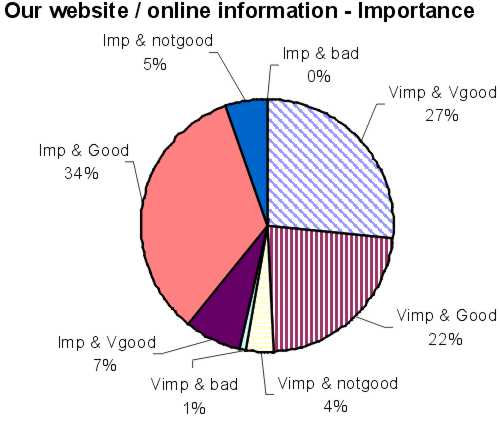 Our website / online information - Importance
Imp & notgood
5%
Imp & bad
0%
Vimp & Vgood
27%
Imp & Good
34%
Vimp & Good
22%
Imp & Vgood
7%
Vimp & bad
1%
Vimp & notgood
4%